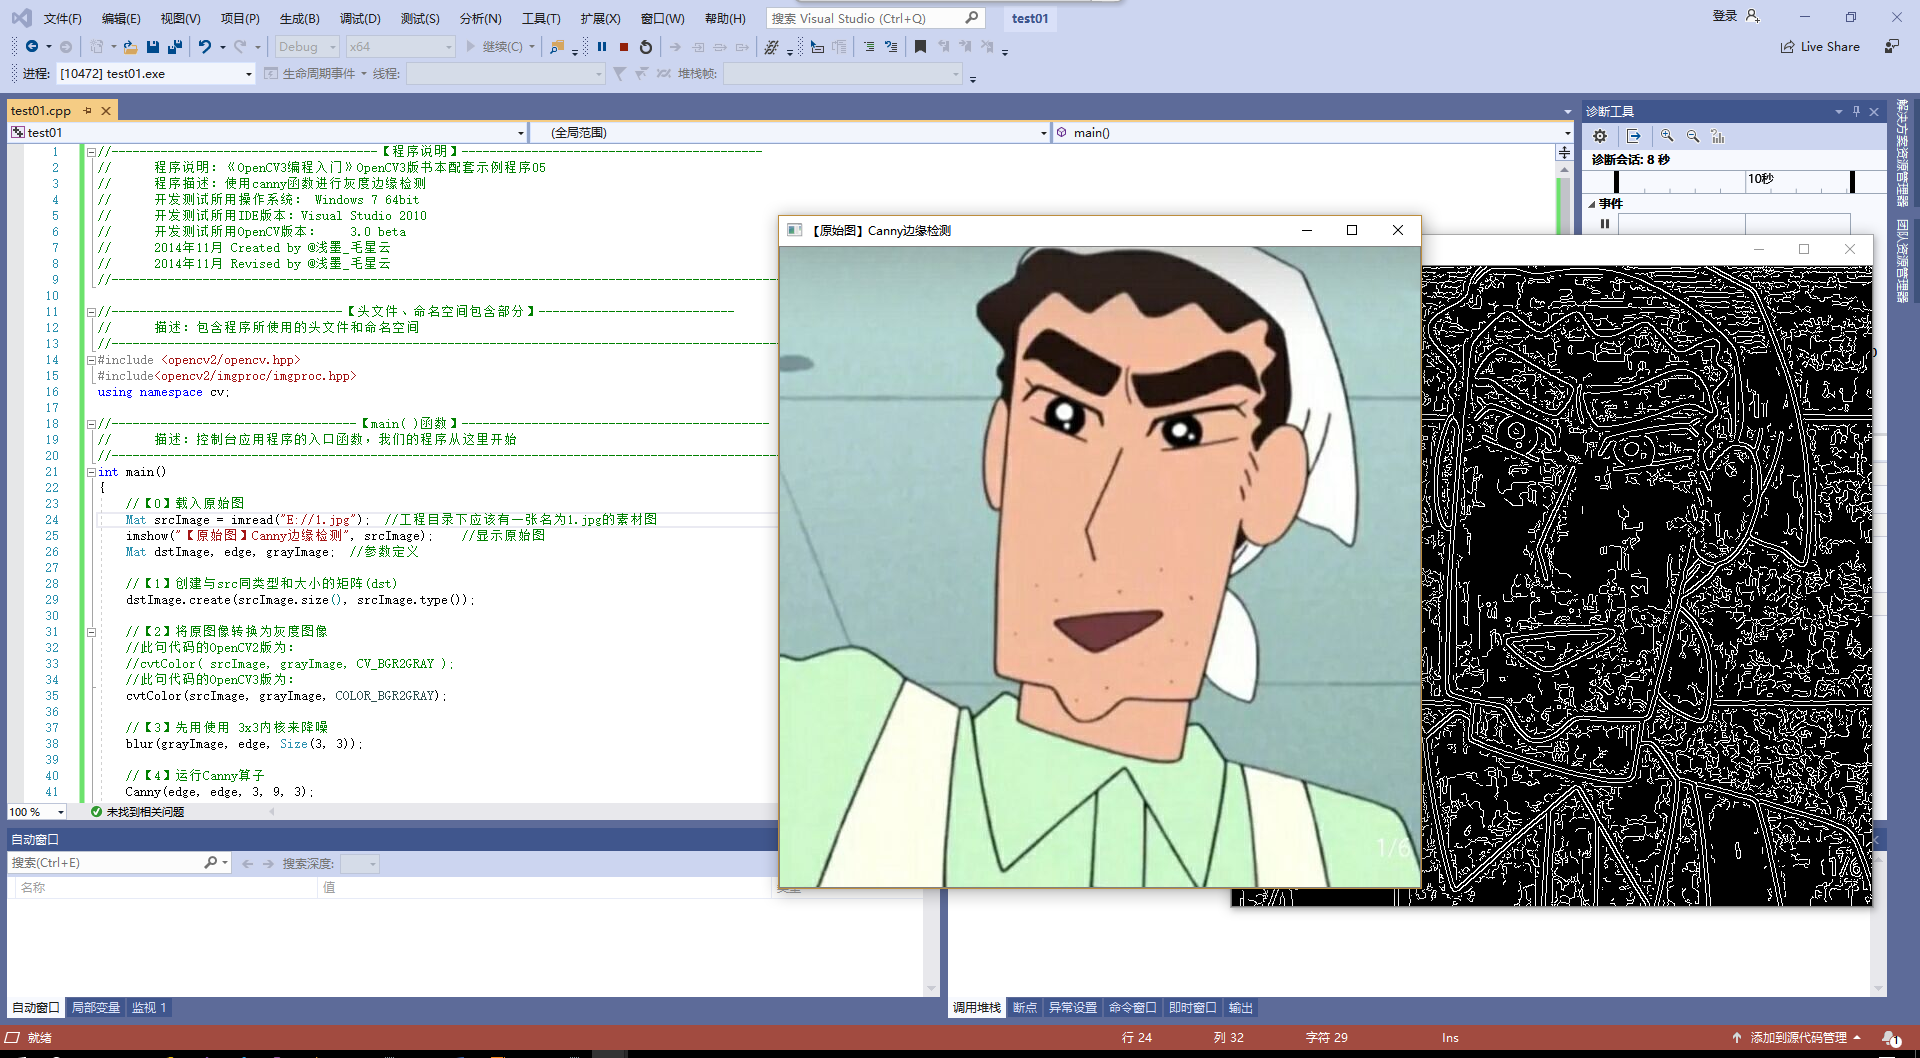 文件(F) 编辑(E) 视图(V) 项目(P) 生成(B) 调试(D) 测试(S) 分析(N) 工具(T) 扩展(X) 窗口(W) 帮助(H) 搜索 Visual Studio (Ctrl+Q) test01 登录
Debug x64 继续(C) Live Share
进程: [10472] test01.exe 生命周期事件 线程: 堆栈帧:
test01.cpp
test01 (全局范围) main()
1 //--------------------------------------【程序说明】-------------------------------------------
2 // 程序说明：《OpenCV3编程入门》OpenCV3版书本配套示例程序05
3 // 程序描述：使用canny函数进行灰度边缘检测
4 // 开发测试所用操作系统： Windows 7 64bit
5 // 开发测试所用IDE版本：Visual Studio 2010
6 // 开发测试所用OpenCV版本： 3.0 beta
7 // 2014年11月 Created by @浅墨_毛星云
8 // 2014年11月 Revised by @浅墨_毛星云
9 //------------------------------------------------------------------------------------------------
10
11 //---------------------------------【头文件、命名空间包含部分】----------------------------
12 // 描述：包含程序所使用的头文件和命名空间
13 //------------------------------------------------------------------------------------------------
14 #include <opencv2/opencv.hpp>
15 #include<opencv2/imgproc/imgproc.hpp>
16 using namespace cv;
17
18 //-----------------------------------【main( )函数】--------------------------------------------
19 // 描述：控制台应用程序的入口函数，我们的程序从这里开始
20 //------------------------------------------------------------------------------------------------
21 int main()
22 {
23 //【0】载入原始图
24 Mat srcImage = imread("E://1.jpg"); //工程目录下应该有一张名为1.jpg的素材图
25 imshow("【原始图】Canny边缘检测", srcImage); //显示原始图
26 Mat dstImage, edge, grayImage; //参数定义
27
28 //【1】创建与src同类型和大小的矩阵(dst)
29 dstImage.create(srcImage.size(), srcImage.type());
30
31 //【2】将原图像转换为灰度图像
32 //此句代码的OpenCV2版为：
33 //cvtColor( srcImage, grayImage, CV_BGR2GRAY );
34 //此句代码的OpenCV3版为：
35 cvtColor(srcImage, grayImage, COLOR_BGR2GRAY);
36
37 //【3】先用使用 3x3内核来降噪
38 blur(grayImage, edge, Size(3, 3));
39
40 //【4】运行Canny算子
41 Canny(edge, edge, 3, 9, 3);
100 % 未找到相关问题
【原始图】Canny边缘检测
1/6
1/6
诊断工具
诊断会话: 8 秒
10秒
事件
解决方案资源管理器
团队资源管理器
自动窗口
搜索(Ctrl+E) 搜索深度:
名称 值 类型
自动窗口 局部变量 监视 1
调用堆栈 断点 异常设置 命令窗口 即时窗口 输出
就绪 行 24 列 32 字符 29 Ins 添加到源代码管理 1